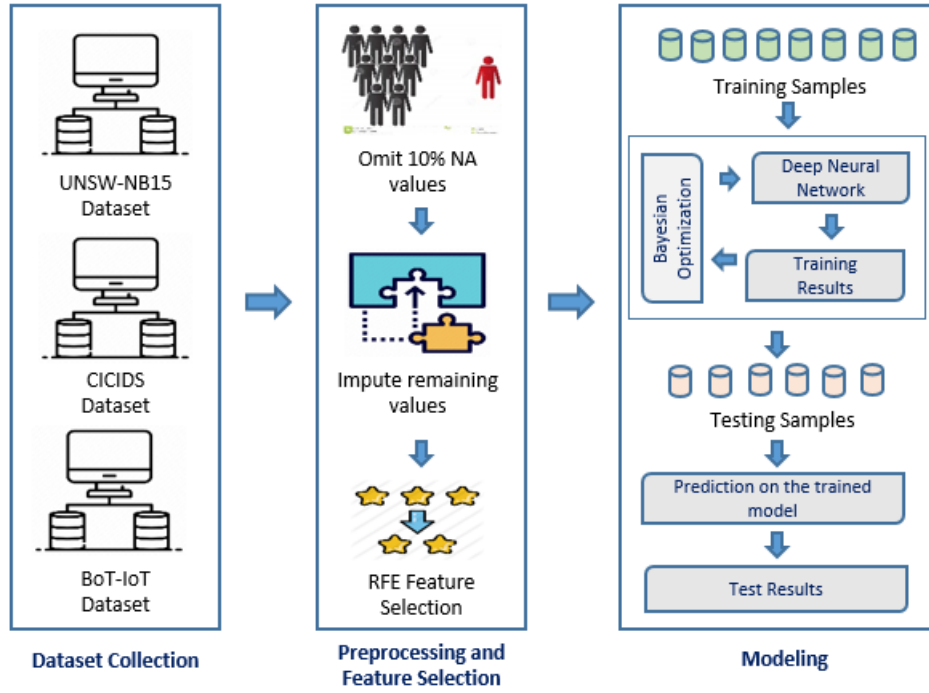 UNSW-NB15
Dataset
CICIDS
Dataset
BoT-IoT
Dataset
Dataset Collection
Omit 10% NA
values
Impute remaining
values
RFE Feature
Selection
Preprocessing and
Feature Selection
Training Samples
Bayesian
Optimization
Deep Neural
Network
Training
Results
Testing Samples
Prediction on the trained
model
Test Results
Modeling